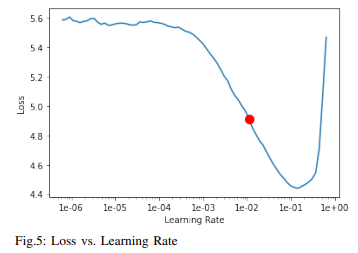 5.6
5.4
5.2
5.0
4.8
4.6
4.4
Loss
1e-06 1e-05 1e-04 1e-03 1e-02 1e-01 1e+00
Learning Rate
Fig.5: Loss vs. Learning Rate